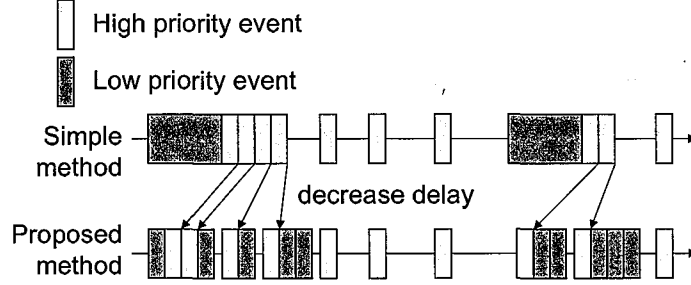 High priority event
Low priority event
Simple
method
decrease delay
Proposed
method